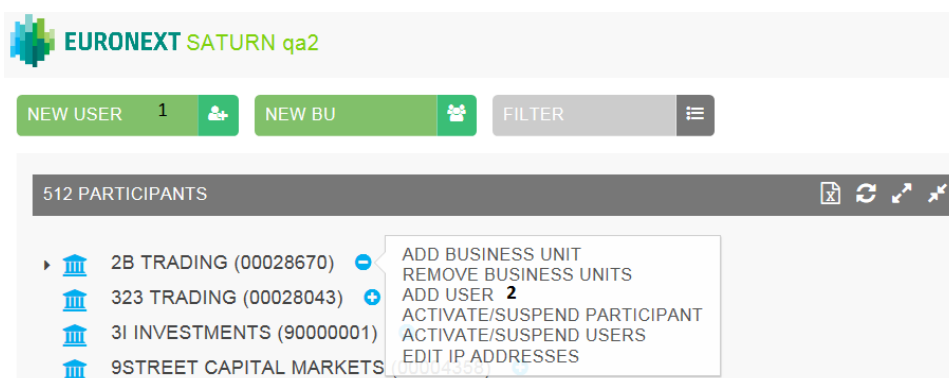 EURONEXT SATURN qa2
NEW USER 1 NEW BU FILTER
512 PARTICIPANTS
2B TRADING (00028670)
323 TRADING (00028043)
3I INVESTMENTS (90000001)
9STREET CAPITAL MARKETS (00004358)
ADD BUSINESS UNIT
REMOVE BUSINESS UNITS
ADD USER 2
ACTIVATE/SUSPEND PARTICIPANT
ACTIVATE/SUSPEND USERS
EDIT IP ADDRESSES